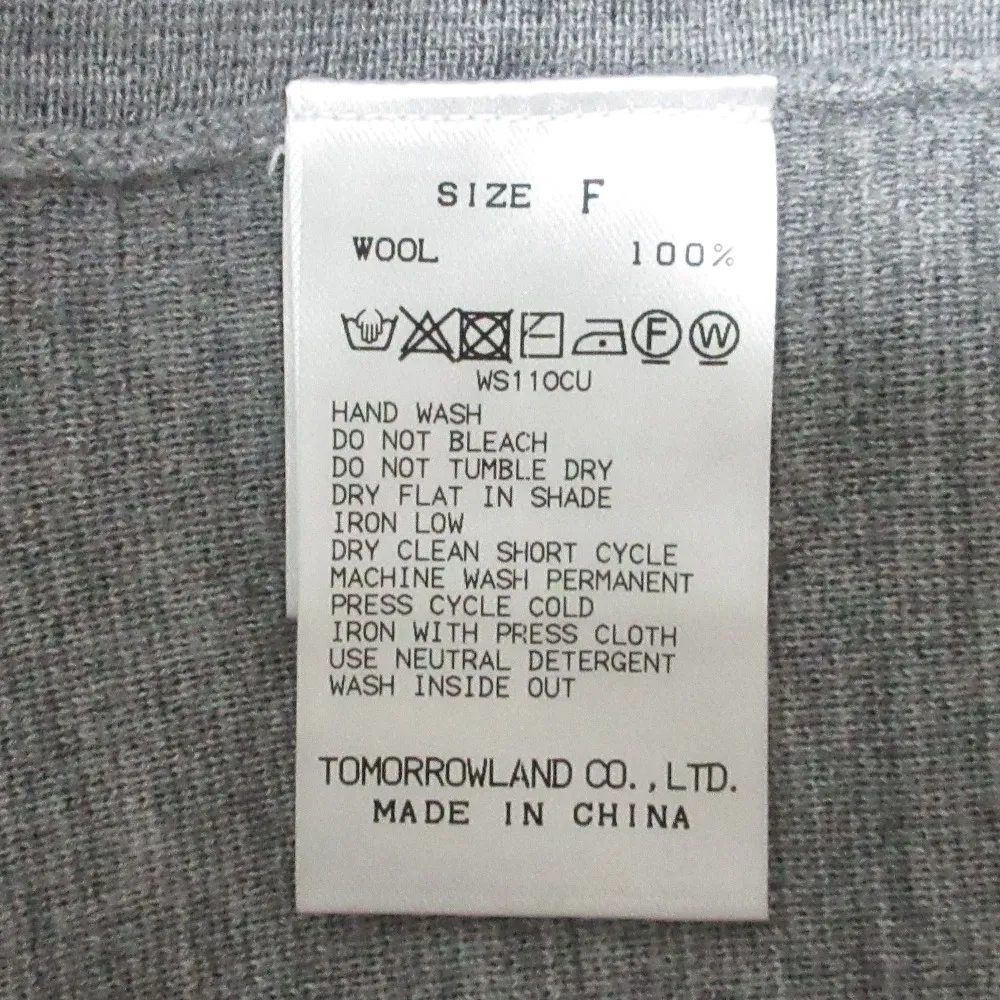 SIZE F
WOOL 100%
F W
WS110CU
HAND WASH
DO NOT BLEACH
DO NOT TUMBLE DRY
DRY FLAT IN SHADE
IRON LOW
DRY CLEAN SHORT CYCLE
MACHINE WASH PERMANENT
PRESS CYCLE COLD
IRON WITH PRESS CLOTH
USE NEUTRAL DETERGENT
WASH INSIDE OUT
TOMORROWLAND CO.,LTD.
MADE IN CHINA